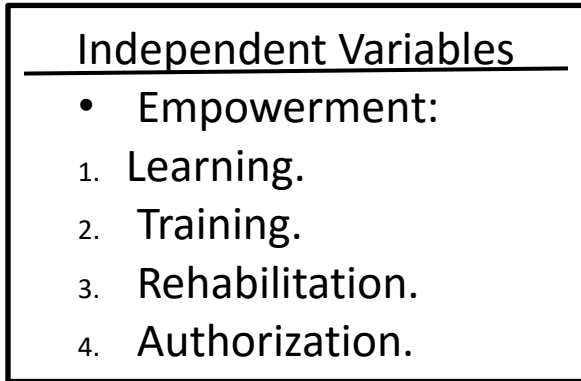 Independent Variables
• Empowerment:
1. Learning.
2. Training.
3. Rehabilitation.
4. Authorization.